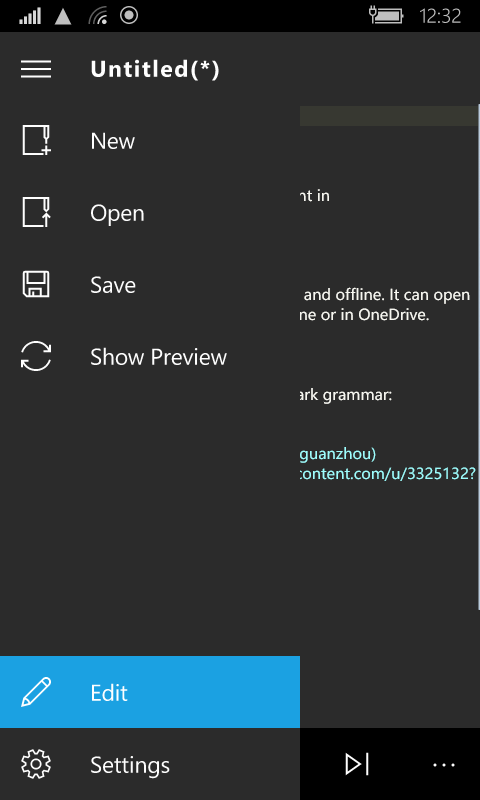 12:32
Untitled(*)
New
Open
Save
Show Preview
nt in
and offline. It can open
ne or in OneDrive.
ark grammar:
guanzhou)
content.com/u/3325132?
Edit
Settings